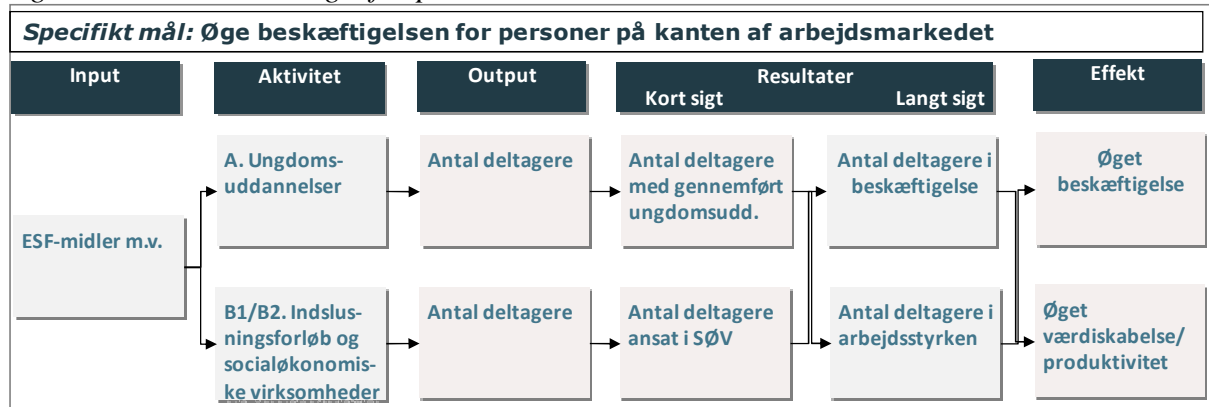 Specifikt mål: Øge beskæftigelsen for personer på kanten af arbejdsmarkedet
Input
Aktivitet
Output
Resultater
Kort sigt
Langt sigt
Effekt
ESF-midler m.v.
A. Ungdoms-
uddannelser
Antal deltagere
Antal deltagere
med gennemført
ungdomsudd.
Antal deltagere i
beskæftigelse
Øget
beskæftigelse
B1/B2. Indslus-
ningsforløb og
socialøkonomis-
ke virksomheder
Antal deltagere
Antal deltagere
ansat i SØV
Antal deltagere i
arbejdsstyrken
Øget
værdiskabelse/
produktivitet